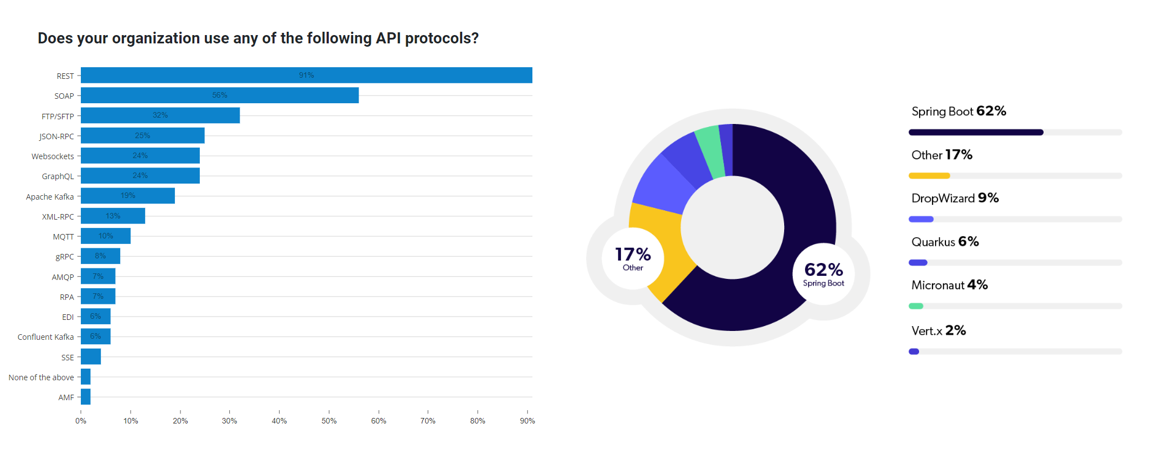 Does your organization use any of the following API protocols?
REST 91%
SOAP 56%
FTP/SFTP 32%
JSON-RPC 25%
Websockets 24%
GraphQL 24%
Apache Kafka 19%
XML-RPC 13%
MQTT 10%
gRPC 8%
AMQP 7%
RPA 7%
EDI 6%
Confluent Kafka 6%
SSE
None of the above
AMF
0% 10% 20% 30% 40% 50% 60% 70% 80% 90%
17%
Other
62%
Spring Boot
Spring Boot 62%
Other 17%
DropWizard 9%
Quarkus 6%
Micronaut 4%
Vert.x 2%